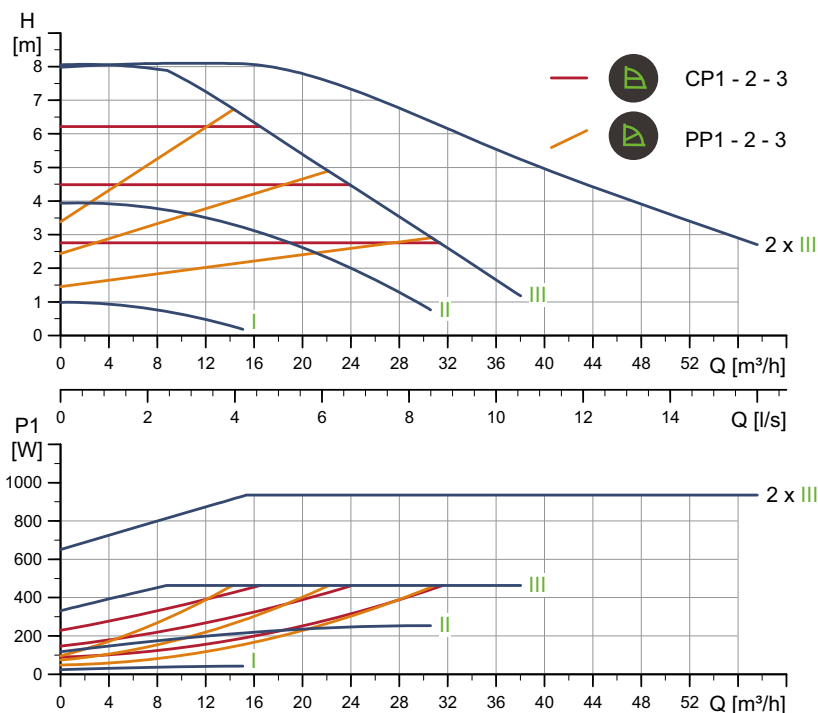 H
[m]
8
7
6
5
4
3
2
1
0
CP1 - 2 - 3
PP1 - 2 - 3
2 x III
III
II
I
0 4 8 12 16 20 24 28 32 36 40 44 48 52 Q [m³/h]
0 2 4 6 8 10 12 14 Q [l/s]
P1
[W]
1000
800
600
400
200
0
2 x III
III
II
I
0 4 8 12 16 20 24 28 32 36 40 44 48 52 Q [m³/h]